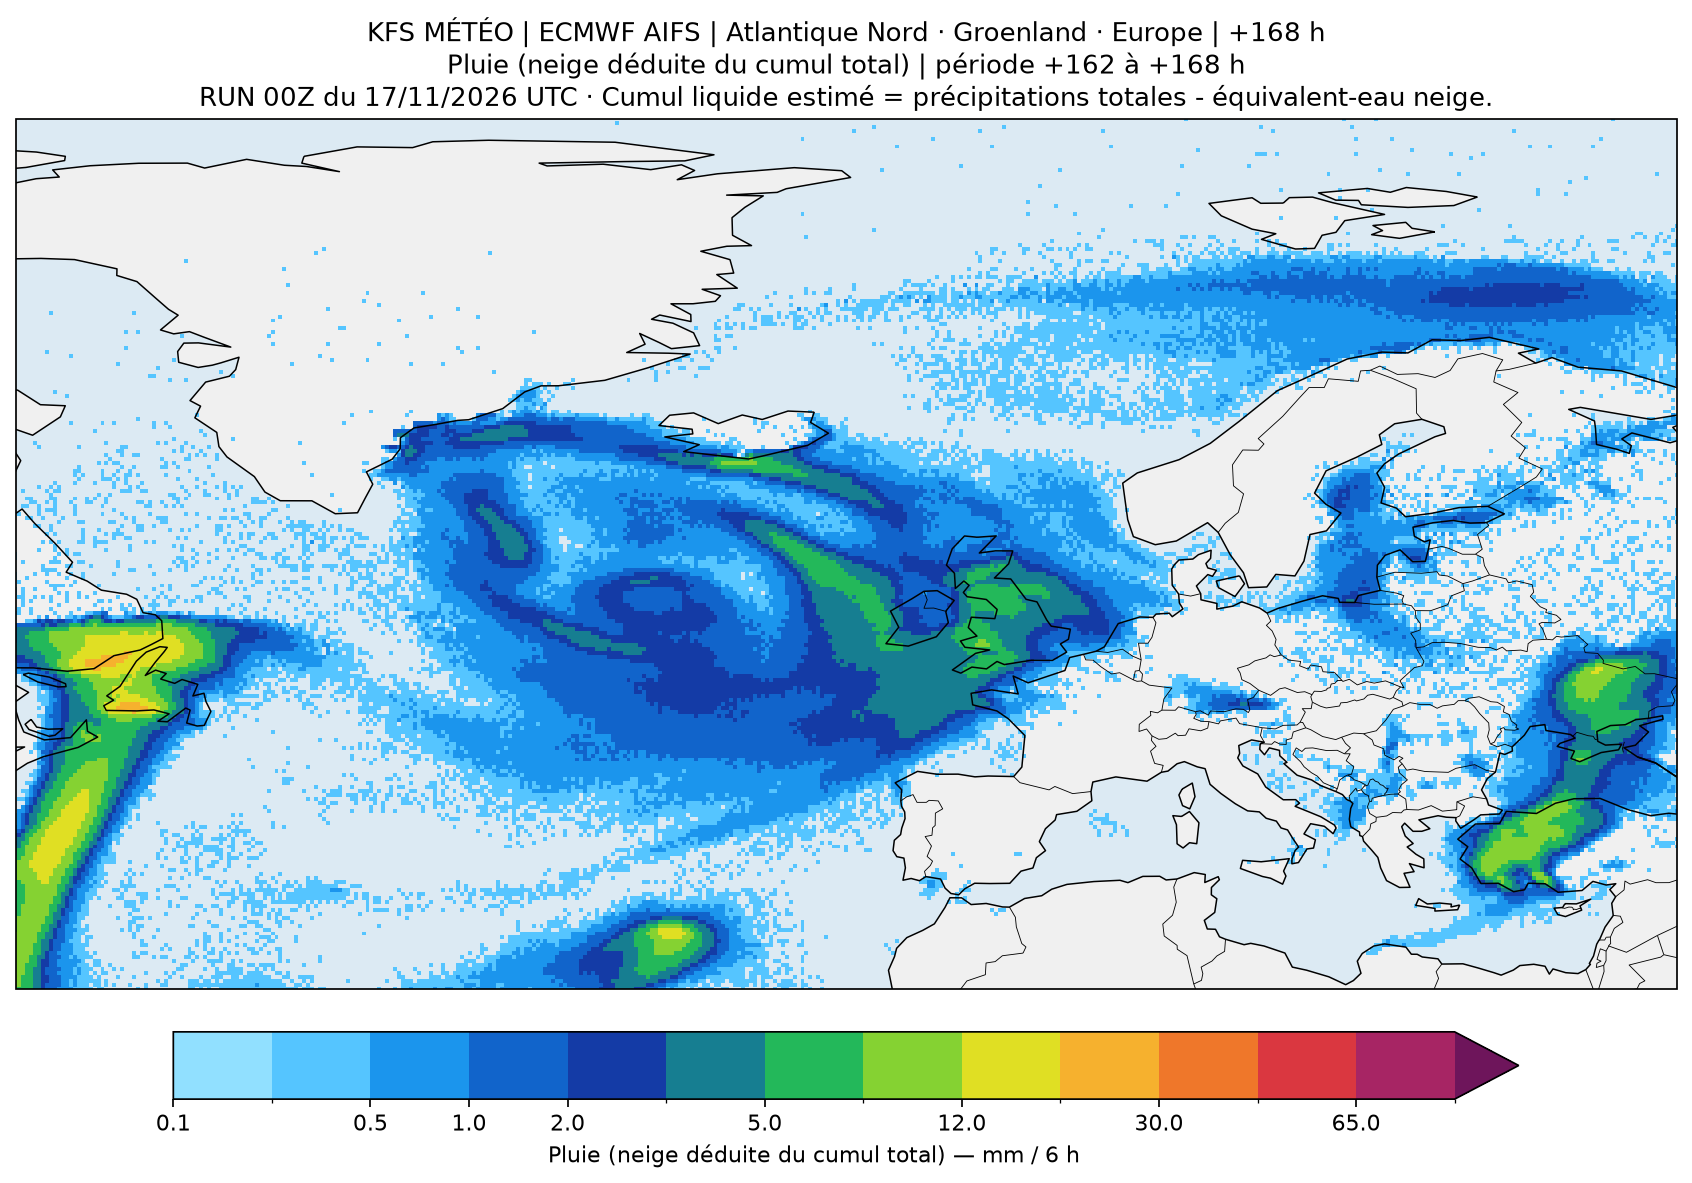 KFS MÉTÉO | ECMWF AIFS | Atlantique Nord · Groenland · Europe | +168 h
Pluie (neige déduite du cumul total) | période +162 à +168 h
RUN 00Z du 17/11/2026 UTC · Cumul liquide estimé = précipitations totales - équivalent-eau neige.
0.1 0.5 1.0 2.0 5.0 12.0 30.0 65.0
Pluie (neige déduite du cumul total) — mm / 6 h